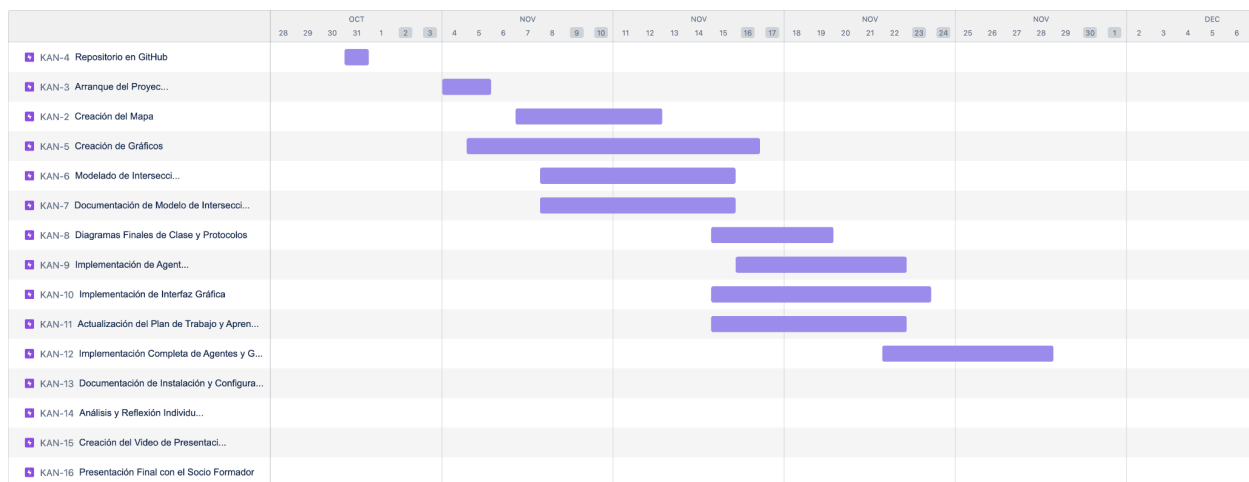 OCT NOV NOV NOV NOV DEC
28 29 30 31 1 2 3 4 5 6 7 8 9 10 11 12 13 14 15 16 17 18 19 20 21 22 23 24 25 26 27 28 29 30 1 2 3 4 5 6
KAN-4 Repositorio en GitHub
KAN-3 Arranque del Proyec...
KAN-2 Creación del Mapa
KAN-5 Creación de Gráficos
KAN-6 Modelado de Intersecci...
KAN-7 Documentación de Modelo de Intersecci...
KAN-8 Diagramas Finales de Clase y Protocolos
KAN-9 Implementación de Agent...
KAN-10 Implementación de Interfaz Gráfica
KAN-11 Actualización del Plan de Trabajo y Apren...
KAN-12 Implementación Completa de Agentes y G...
KAN-13 Documentación de Instalación y Configura...
KAN-14 Análisis y Reflexión Individu...
KAN-15 Creación del Video de Presentaci...
KAN-16 Presentación Final con el Socio Formador